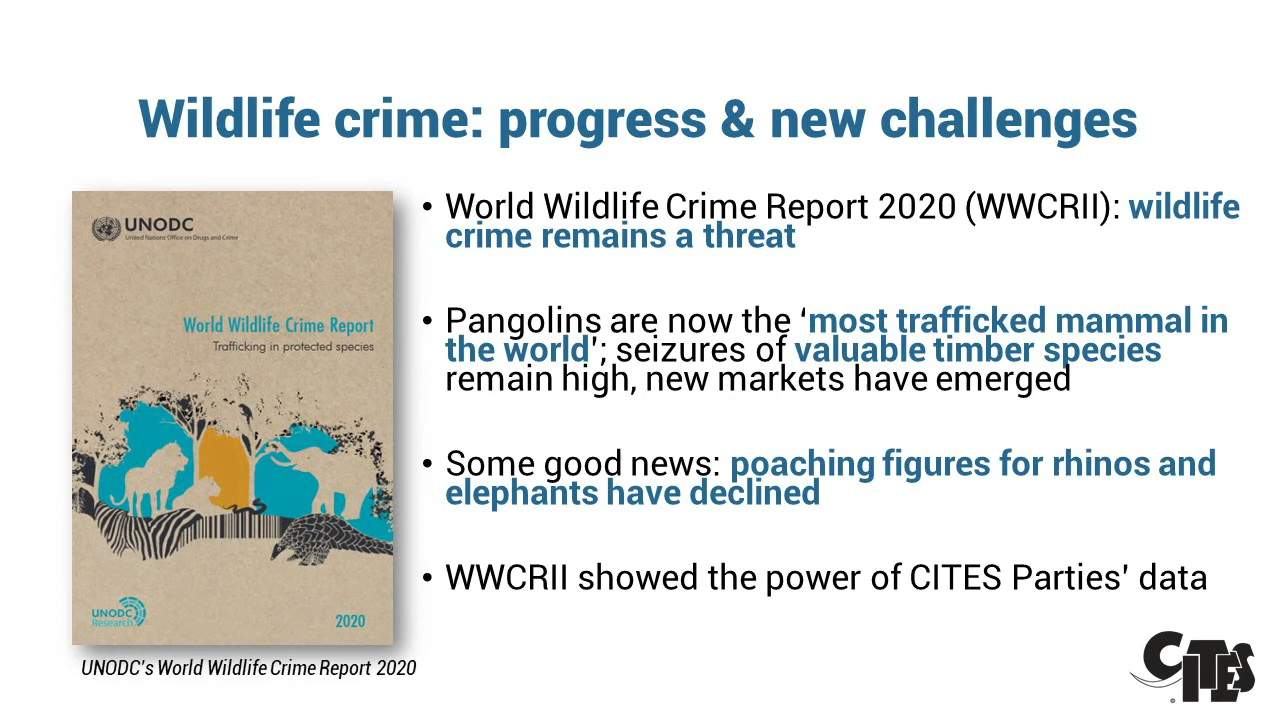 Wildlife crime: progress & new challenges
UNODC
United Nations Office on Drugs and Crime
World Wildlife Crime Report
Trafficking in protected species
UNODC
Research
2020
UNODC's World Wildlife Crime Report 2020
• World Wildlife Crime Report 2020 (WWCRII): wildlife
crime remains a threat
• Pangolins are now the ‘most trafficked mammal in
the world’; seizures of valuable timber species
remain high, new markets have emerged
• Some good news: poaching figures for rhinos and
elephants have declined
• WWCRII showed the power of CITES Parties’ data
CITES
®